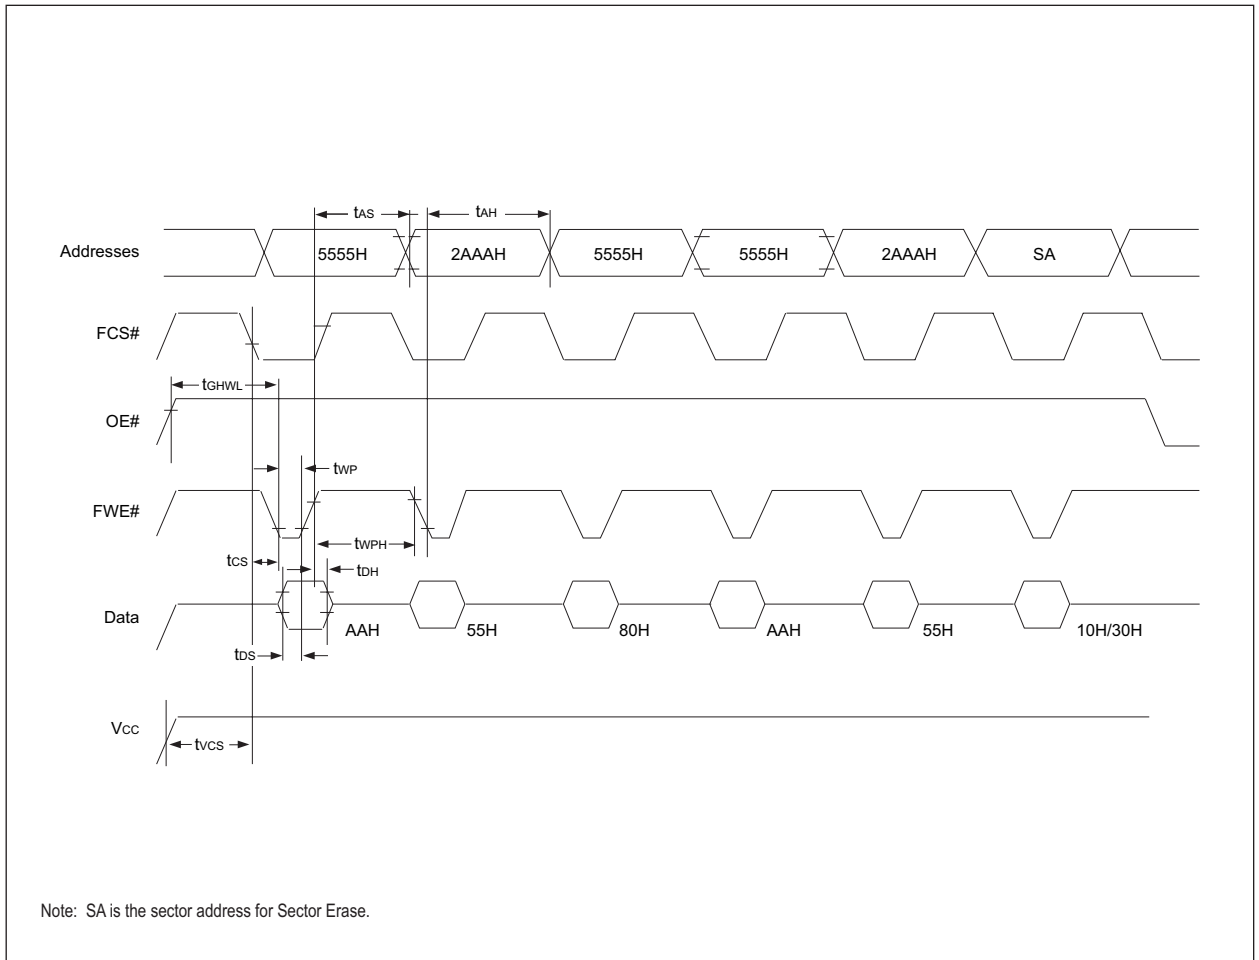 tAS tAH
Addresses 5555H 2AAAH 5555H 5555H 2AAAH SA
FCS#
tGHWL
OE#
tWP
FWE#
tWPH
tCS tDH
Data AAH 55H 80H AAH 55H 10H/30H
tDS
VCC
tVCS
Note: SA is the sector address for Sector Erase.